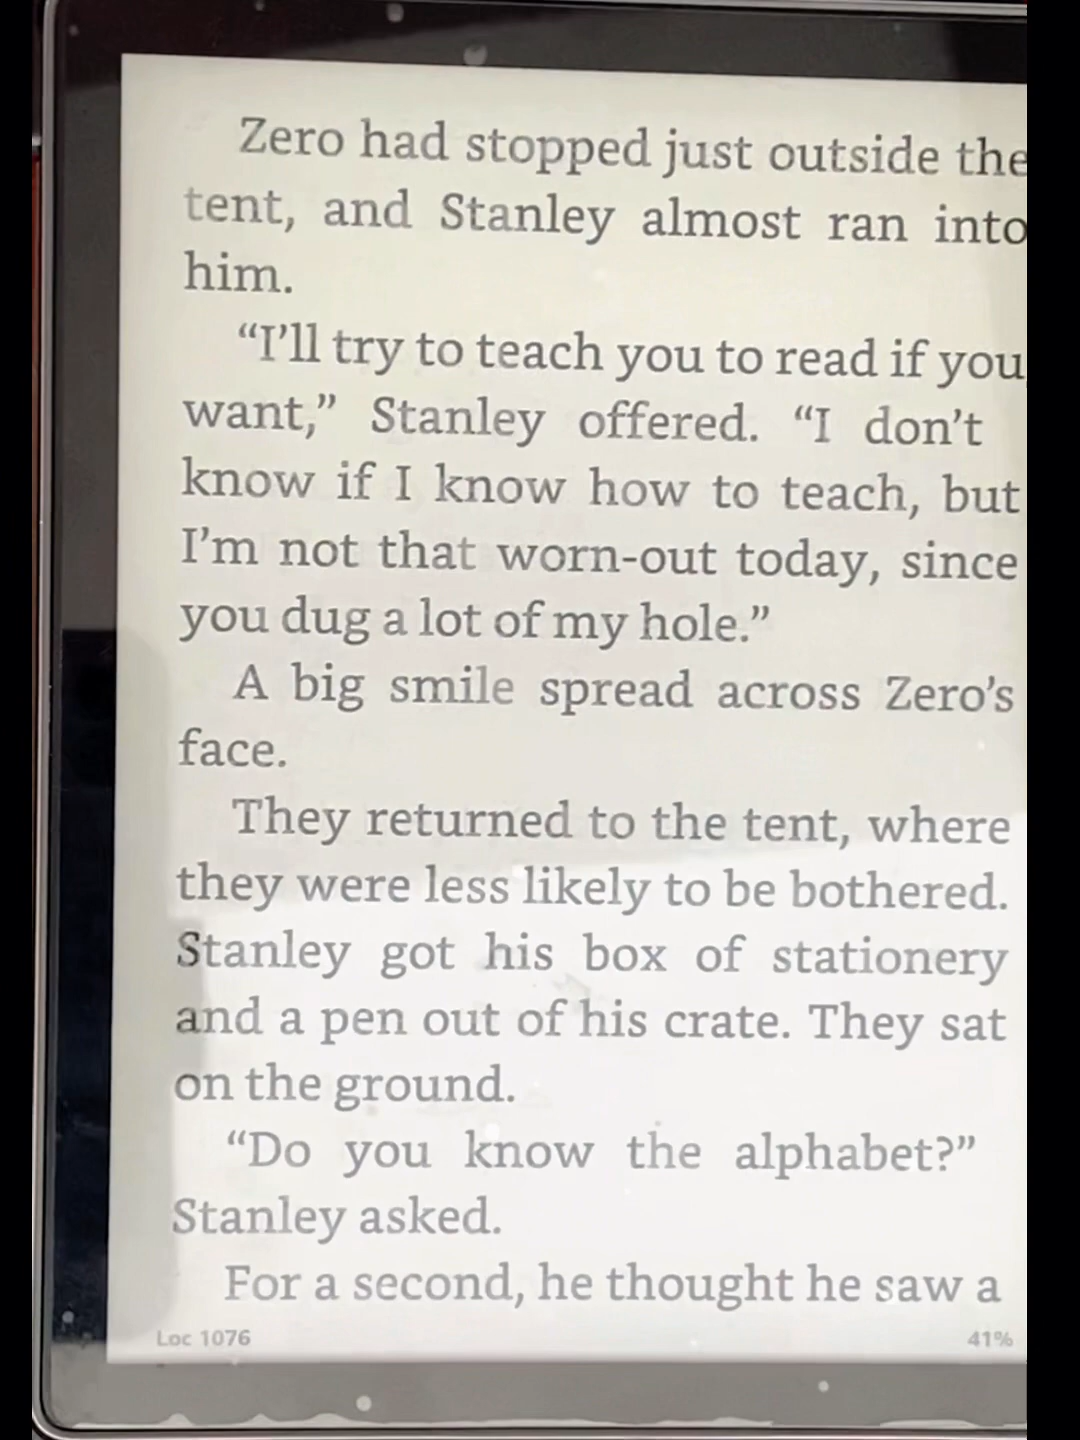 Zero had stopped just outside the
tent, and Stanley almost ran into
him.
“I’ll try to teach you to read if you
want,” Stanley offered. “I don’t
know if I know how to teach, but
I’m not that worn-out today, since
you dug a lot of my hole.”
A big smile spread across Zero’s
face.
They returned to the tent, where
they were less likely to be bothered.
Stanley got his box of stationery
and a pen out of his crate. They sat
on the ground.
“Do you know the alphabet?”
Stanley asked.
For a second, he thought he saw a
Loc 1076 41%